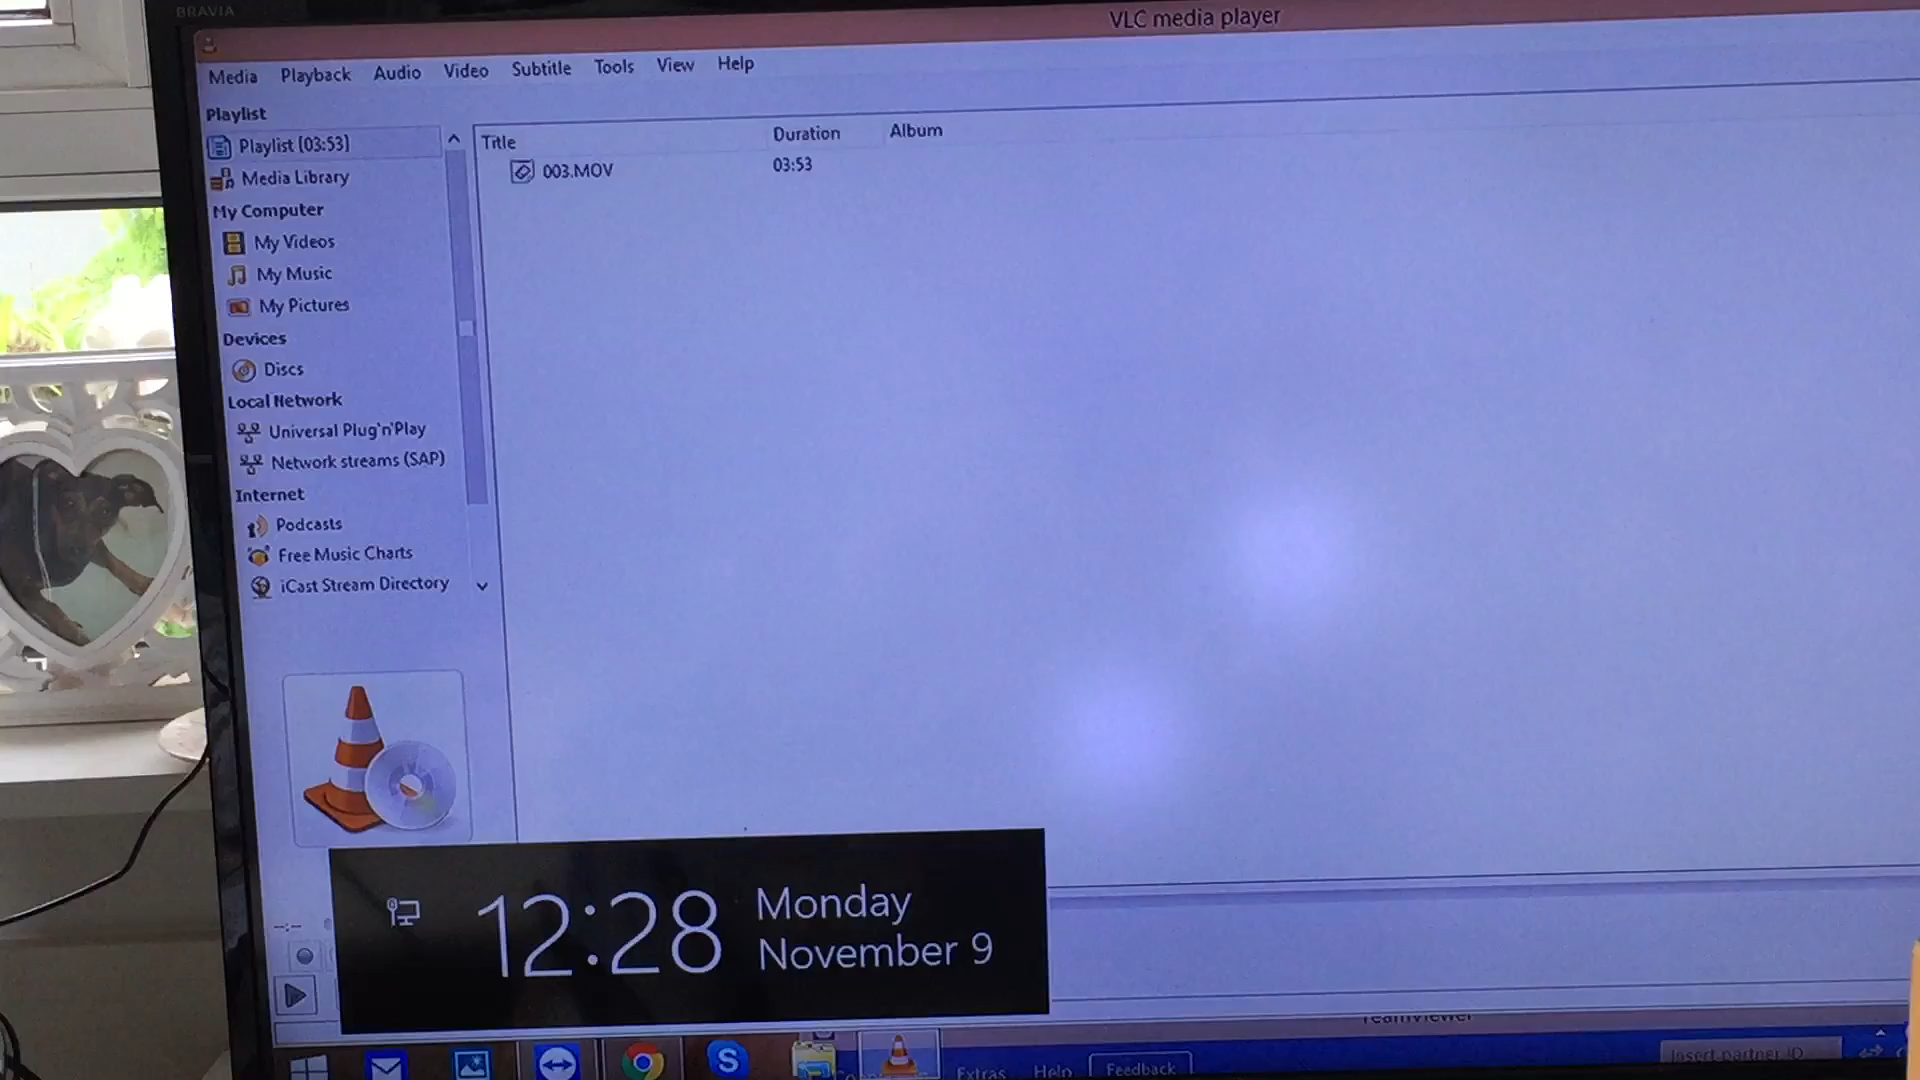 BRAVIA
VLC media player
Media Playback Audio Video Subtitle Tools View Help
Playlist
Playlist [03:53]
Media Library
My Computer
My Videos
My Music
My Pictures
Devices
Discs
Local Network
Universal Plug'n'Play
Network streams (SAP)
Internet
Podcasts
Free Music Charts
iCast Stream Directory
Title Duration Album
003.MOV 03:53
--:--
12:28
Monday
November 9
TeamViewer
S
Extras Help Feedback
Insert partner ID